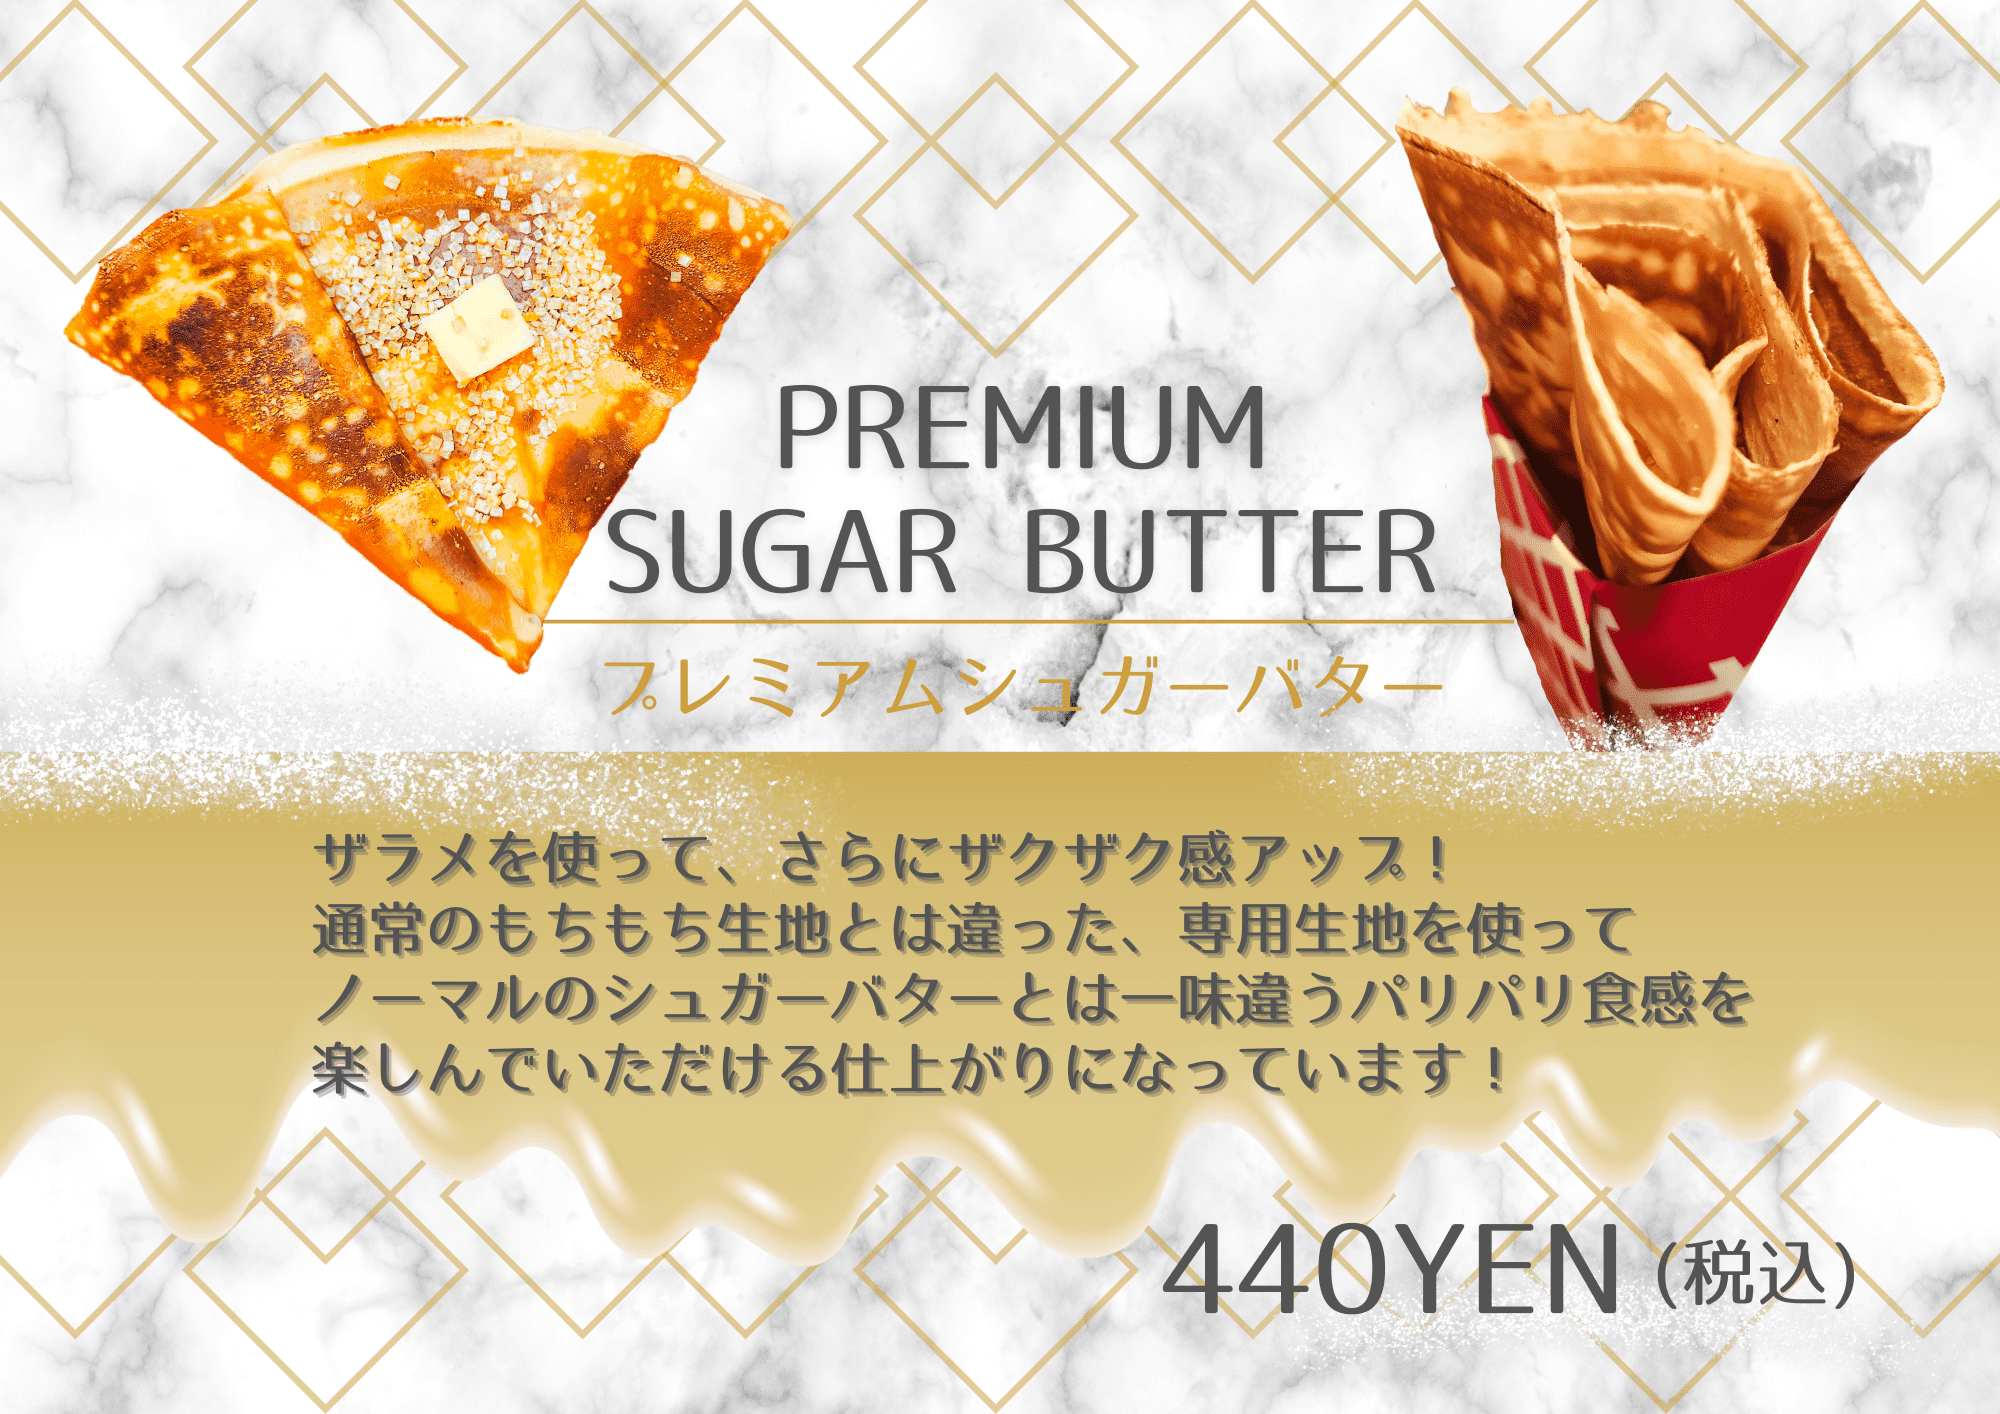 PREMIUM
SUGAR BUTTER
プレミアムシュガーバター
ザラメを使って、さらにザクザク感アップ！
通常のもちもち生地とは違った、専用生地を使って
ノーマルのシュガーバターとは一味違うパリパリ食感を
楽しんでいただける仕上がりになっています！
440YEN (税込)